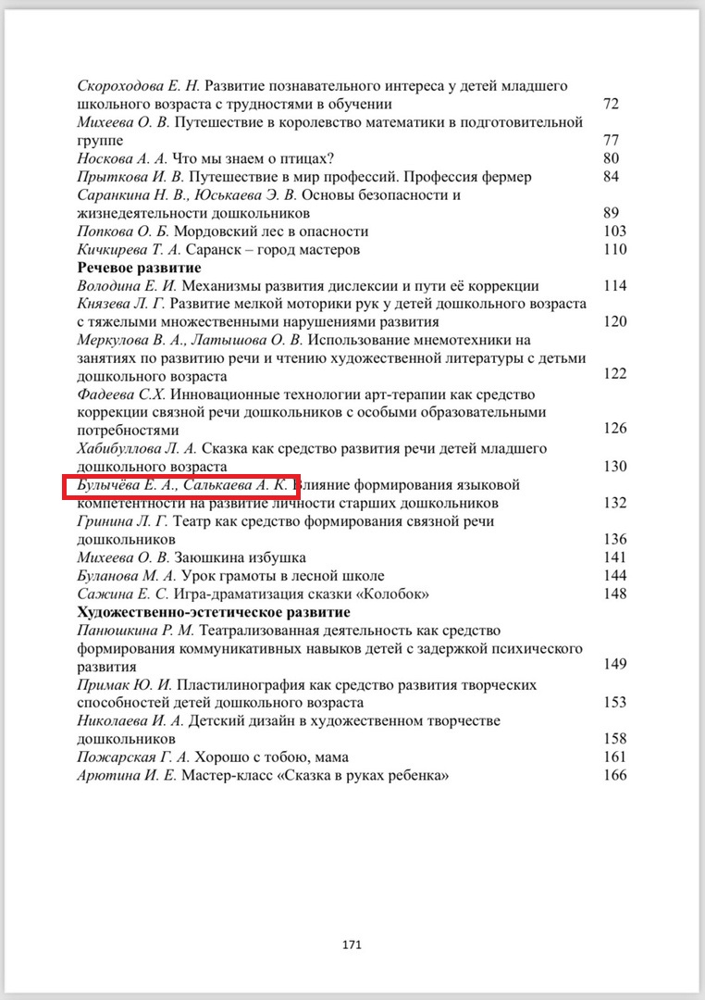 Скороходова Е. Н. Развитие познавательного интереса у детей младшего
школьного возраста с трудностями в обучении 72
Михеева О. В. Путешествие в королевство математики в подготовительной
группе 77
Носкова А. А. Что мы знаем о птицах? 80
Прыткова И. В. Путешествие в мир профессий. Профессия фермер 84
Саранкина Н. В., Юськаева Э. В. Основы безопасности и
жизнедеятельности дошкольников 89
Попкова О. Б. Мордовский лес в опасности 103
Кичкирева Т. А. Саранск – город мастеров 110
Речевое развитие
Володина Е. И. Механизмы развития дислексии и пути её коррекции 114
Князева Л. Г. Развитие мелкой моторики рук у детей дошкольного возраста
с тяжелыми множественными нарушениями развития 120
Меркулова В. А., Латышова О. В. Использование мнемотехники на
занятиях по развитию речи и чтению художественной литературы с детьми
дошкольного возраста 122
Фадеева С.Х. Инновационные технологии арт-терапии как средство
коррекции связной речи дошкольников с особыми образовательными
потребностями 126
Хабибуллова Л. А. Сказка как средство развития речи детей младшего
дошкольного возраста 130
Булычёва Е. А., Салькаева А. К. Влияние формирования языковой
компетентности на развитие личности старших дошкольников 132
Гринина Л. Г. Театр как средство формирования связной речи
дошкольников 136
Михеева О. В. Заюшкина избушка 141
Буланова М. А. Урок грамоты в лесной школе 144
Сажина Е. С. Игра-драматизация сказки «Колобок» 148
Художественно-эстетическое развитие
Панюшкина Р. М. Театрализованная деятельность как средство
формирования коммуникативных навыков детей с задержкой психического
развития 149
Примак Ю. И. Пластилинография как средство развития творческих
способностей детей дошкольного возраста 153
Николаева И. А. Детский дизайн в художественном творчестве
дошкольников 158
Пожарская Г. А. Хорошо с тобою, мама 161
Арютина И. Е. Мастер-класс «Сказка в руках ребенка» 166
171